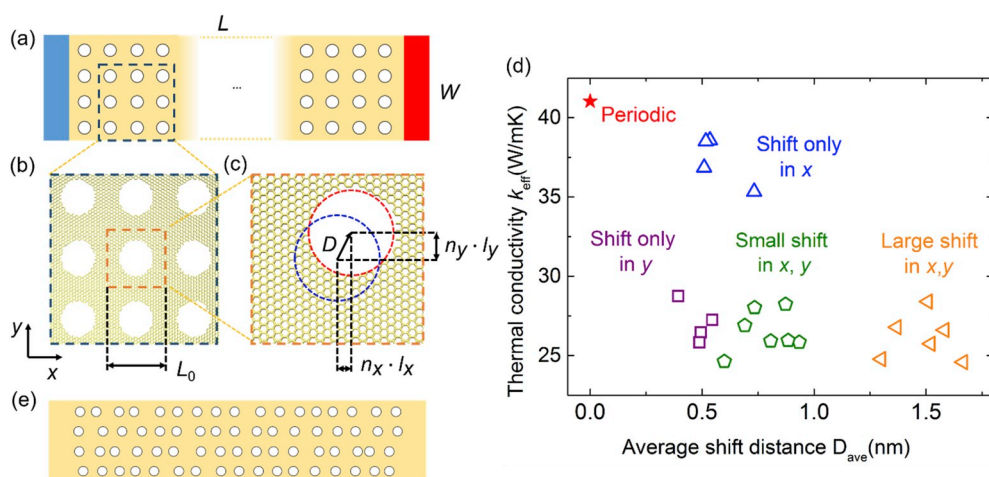 (a)
L
...
W
(b)
(c)
D
n_y · l_y
y
x
L_0
n_x · l_x
(e)
(d)
Thermal conductivity k_eff(W/mK)
40
35
30
25
Periodic
Shift only
in x
Shift only
in y
Small shift
in x, y
Large shift
in x,y
0.0
0.5
1.0
1.5
Average shift distance D_ave(nm)